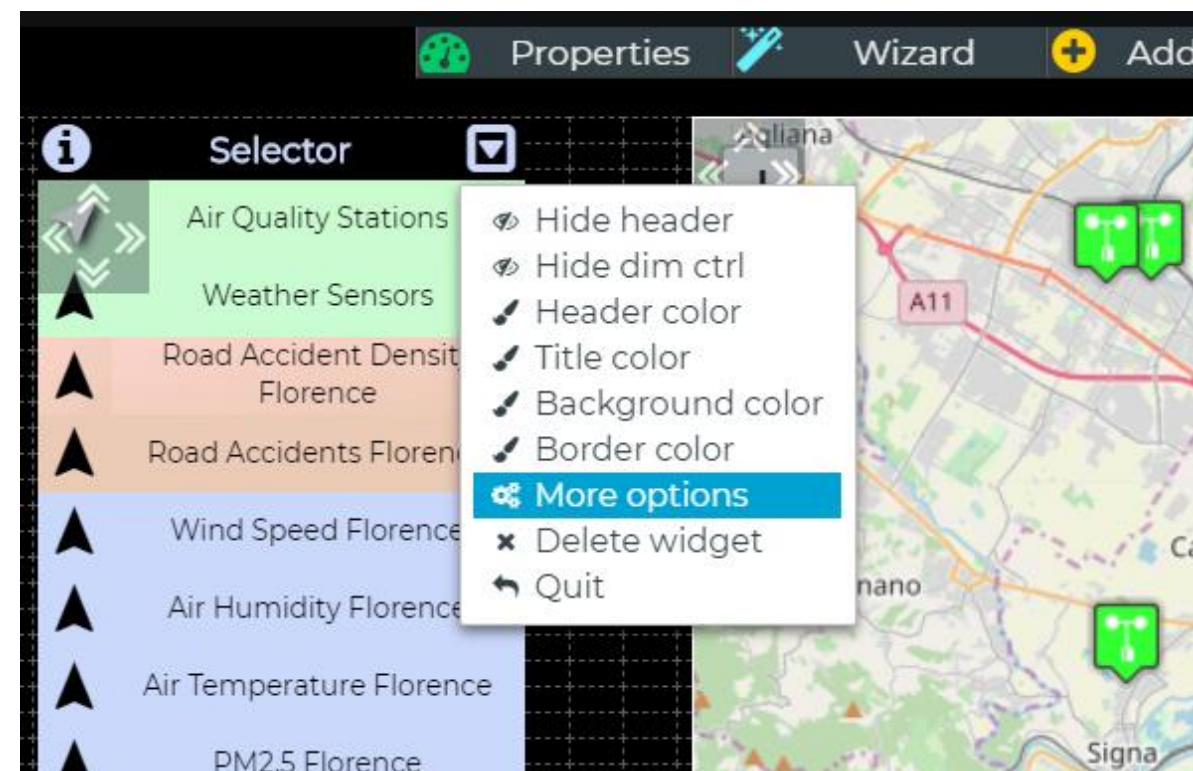 Properties
Wizard
Add
Selector
Air Quality Stations
Weather Sensors
Road Accident Densit
Florence
Road Accidents Floren
Wind Speed Florence
Air Humidity Florence
Air Temperature Florence
PM2.5 Florence
Hide header
Hide dim ctrl
Header color
Title color
Background color
Border color
More options
Delete widget
Quit
A11
nano
Signa